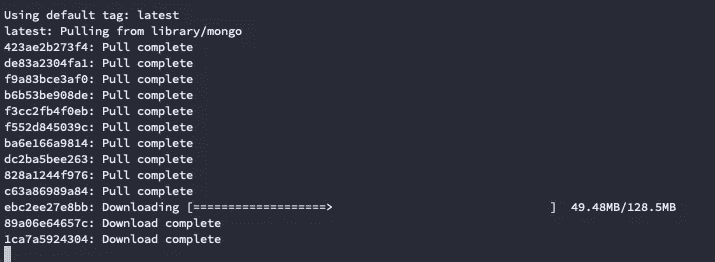 Using default tag: latest
latest: Pulling from library/mongo
423ae2b273f4: Pull complete
de83a2304fa1: Pull complete
f9a83bce3af0: Pull complete
b6b53be908de: Pull complete
f3cc2fb4f0eb: Pull complete
f552d845039c: Pull complete
ba6e166a9814: Pull complete
dc2ba5bee263: Pull complete
828a1244f976: Pull complete
c63a86989a84: Pull complete
ebc2ee27e8bb: Downloading [===================>                               ]  49.48MB/128.5MB
89a06e64657c: Download complete
1ca7a5924304: Download complete